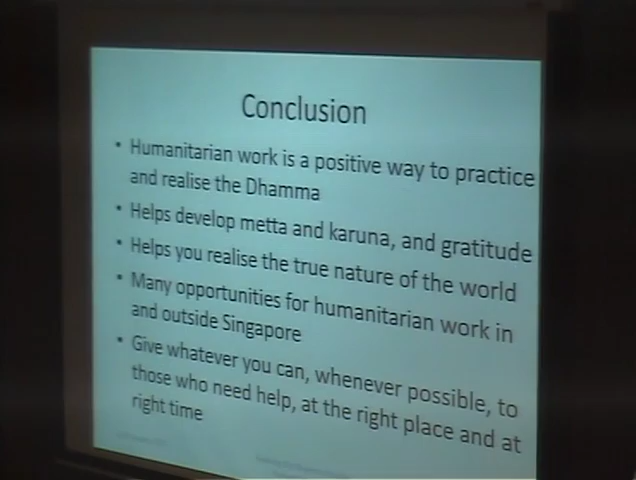 Conclusion
• Humanitarian work is a positive way to practice
and realise the Dhamma
• Helps develop metta and karuna, and gratitude
• Helps you realise the true nature of the world
• Many opportunities for humanitarian work in
and outside Singapore
• Give whatever you can, whenever possible, to
those who need help, at the right place and at
right time